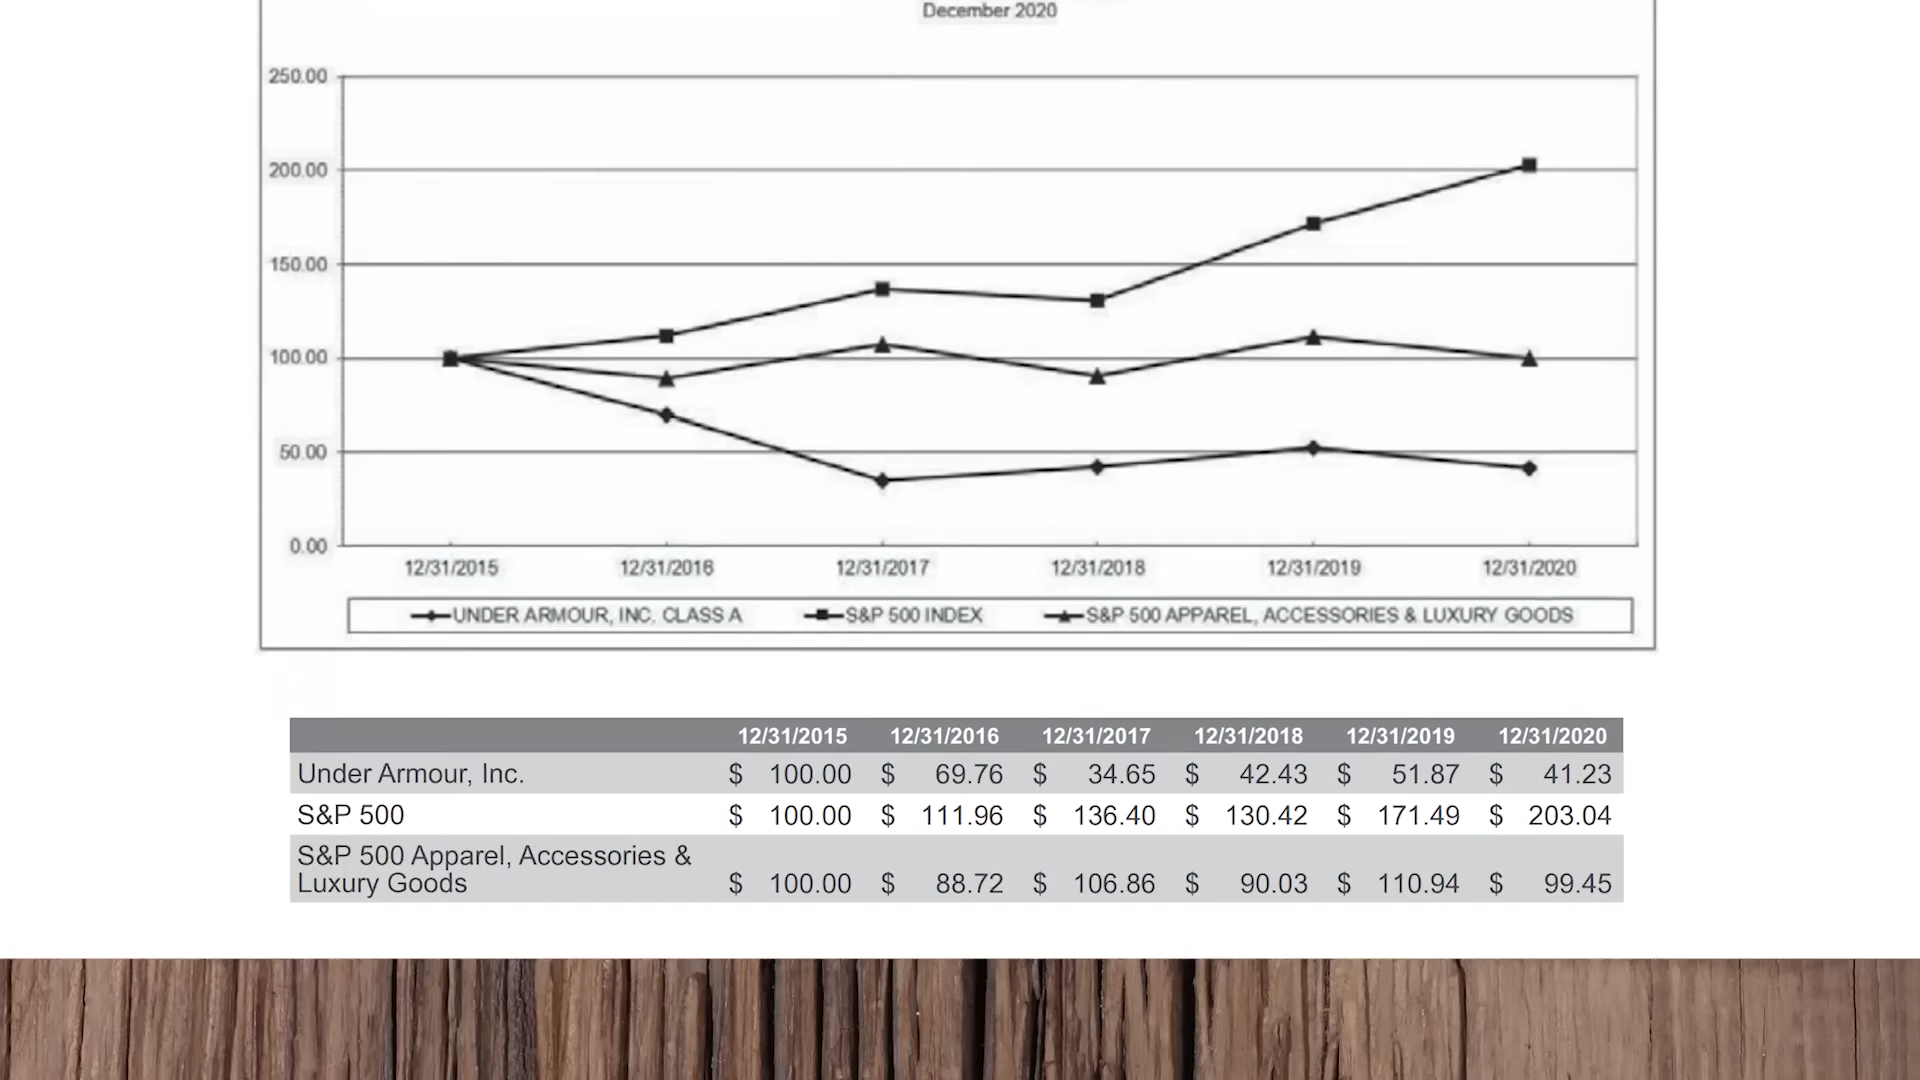 December 2020
250.00
200.00
150.00
100.00
50.00
0.00
12/31/2015 12/31/2016 12/31/2017 12/31/2018 12/31/2019 12/31/2020
UNDER ARMOUR, INC. CLASS A S&P 500 INDEX S&P 500 APPAREL, ACCESSORIES & LUXURY GOODS
12/31/2015 12/31/2016 12/31/2017 12/31/2018 12/31/2019 12/31/2020
Under Armour, Inc. $ 100.00 $ 69.76 $ 34.65 $ 42.43 $ 51.87 $ 41.23
S&P 500 $ 100.00 $ 111.96 $ 136.40 $ 130.42 $ 171.49 $ 203.04
S&P 500 Apparel, Accessories &
Luxury Goods $ 100.00 $ 88.72 $ 106.86 $ 90.03 $ 110.94 $ 99.45